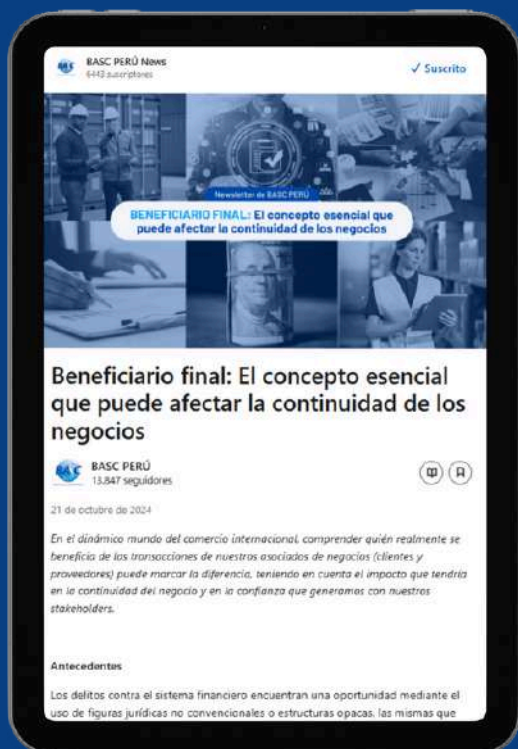 BASC PERÚ News
6443 suscriptores
✓ Suscrito
Newsletter de BASC PERÚ
BENEFICIARIO FINAL: El concepto esencial que
puede afectar la continuidad de los negocios
Beneficiario final: El concepto esencial
que puede afectar la continuidad de los
negocios
BASC
BASC PERÚ
13.847 seguidores
21 de octubre de 2024
En el dinámico mundo del comercio internacional, comprender quién realmente se
beneficia de las transacciones de nuestros asociados de negocios (clientes y
proveedores) puede marcar la diferencia, teniendo en cuenta el impacto que tendría
en la continuidad del negocio y en la confianza que generamos con nuestros
stakeholders.
Antecedentes
Los delitos contra el sistema financiero encuentran una oportunidad mediante el
uso de figuras jurídicas no convencionales o estructuras opacas, las mismas que